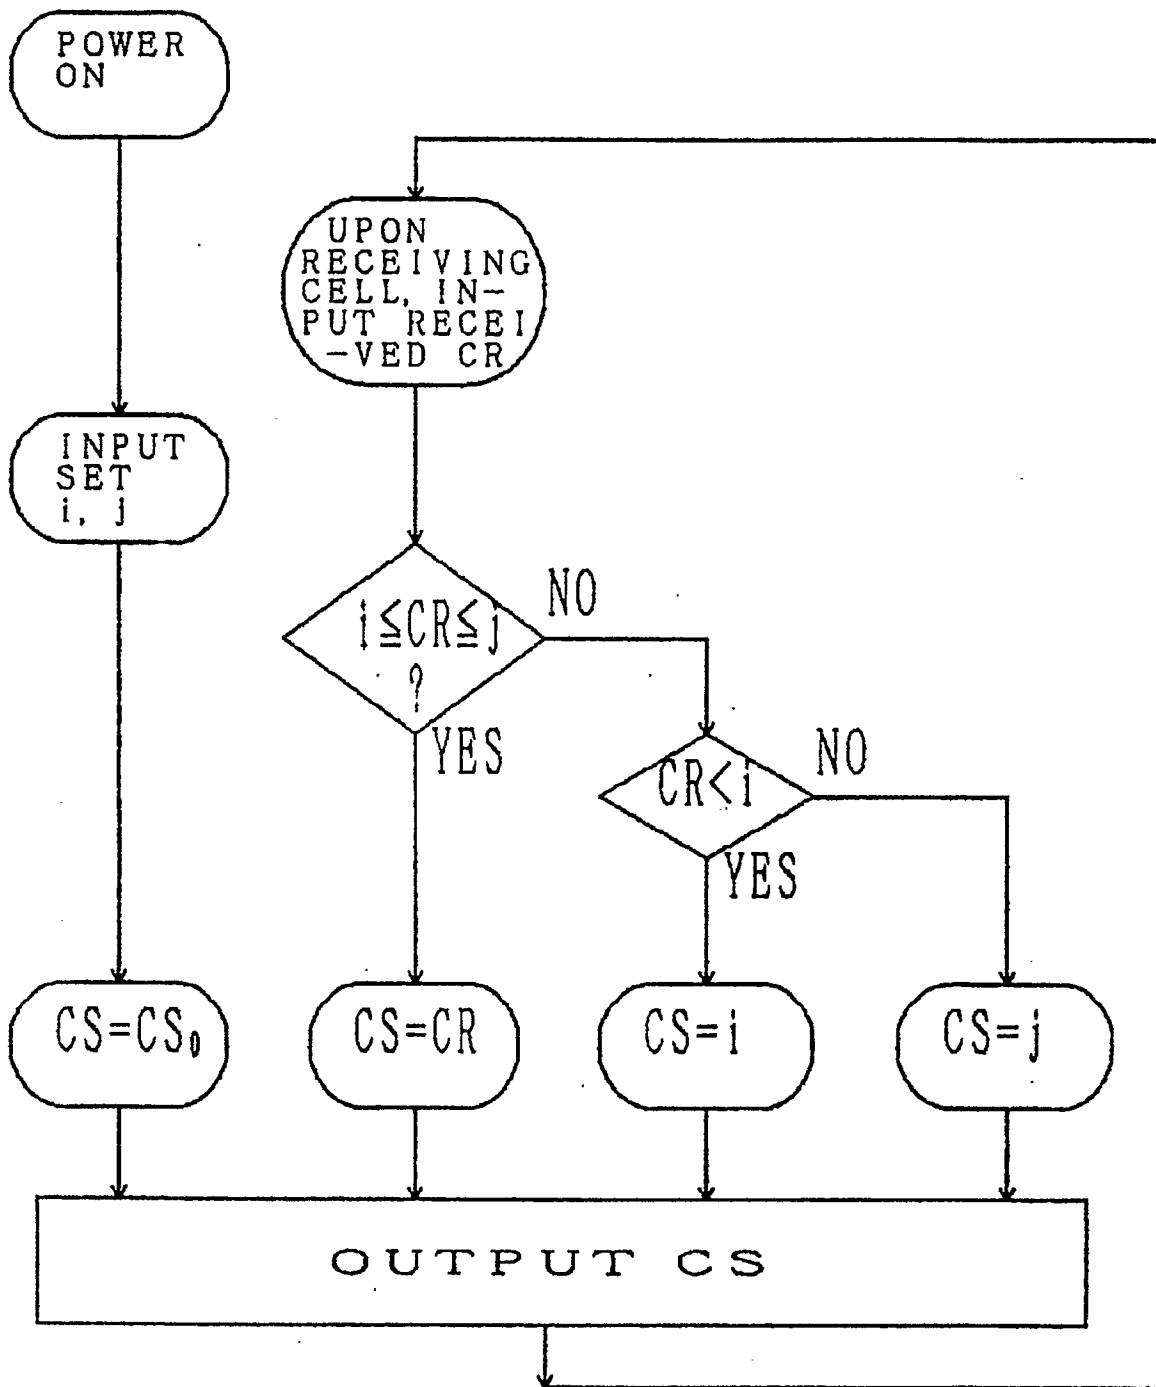 POWER
ON
UPON
RECEIVING
CELL, IN-
PUT RECEI
-VED CR
INPUT
SET
i, j
i≦CR≦j
?
NO
YES
CR<i
NO
YES
CS=CS₀
CS=CR
CS=i
CS=j
OUTPUT CS